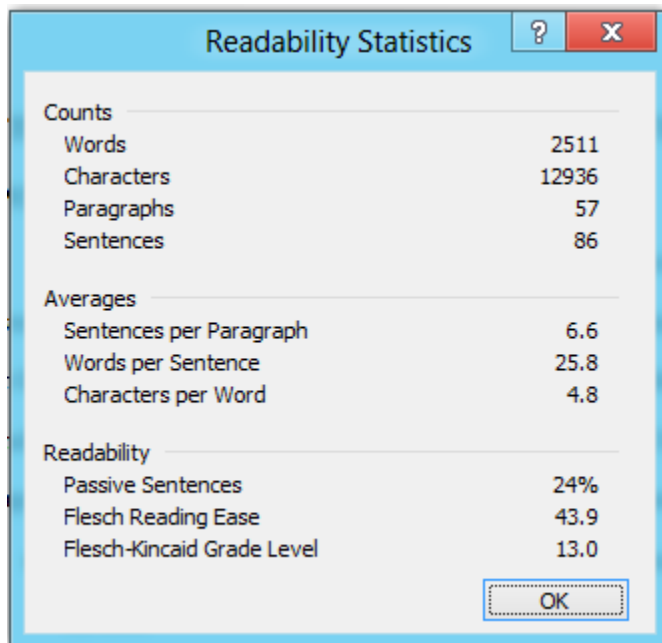 Readability Statistics ? x
Counts
Words 2511
Characters 12936
Paragraphs 57
Sentences 86
Averages
Sentences per Paragraph 6.6
Words per Sentence 25.8
Characters per Word 4.8
Readability
Passive Sentences 24%
Flesch Reading Ease 43.9
Flesch-Kincaid Grade Level 13.0
OK